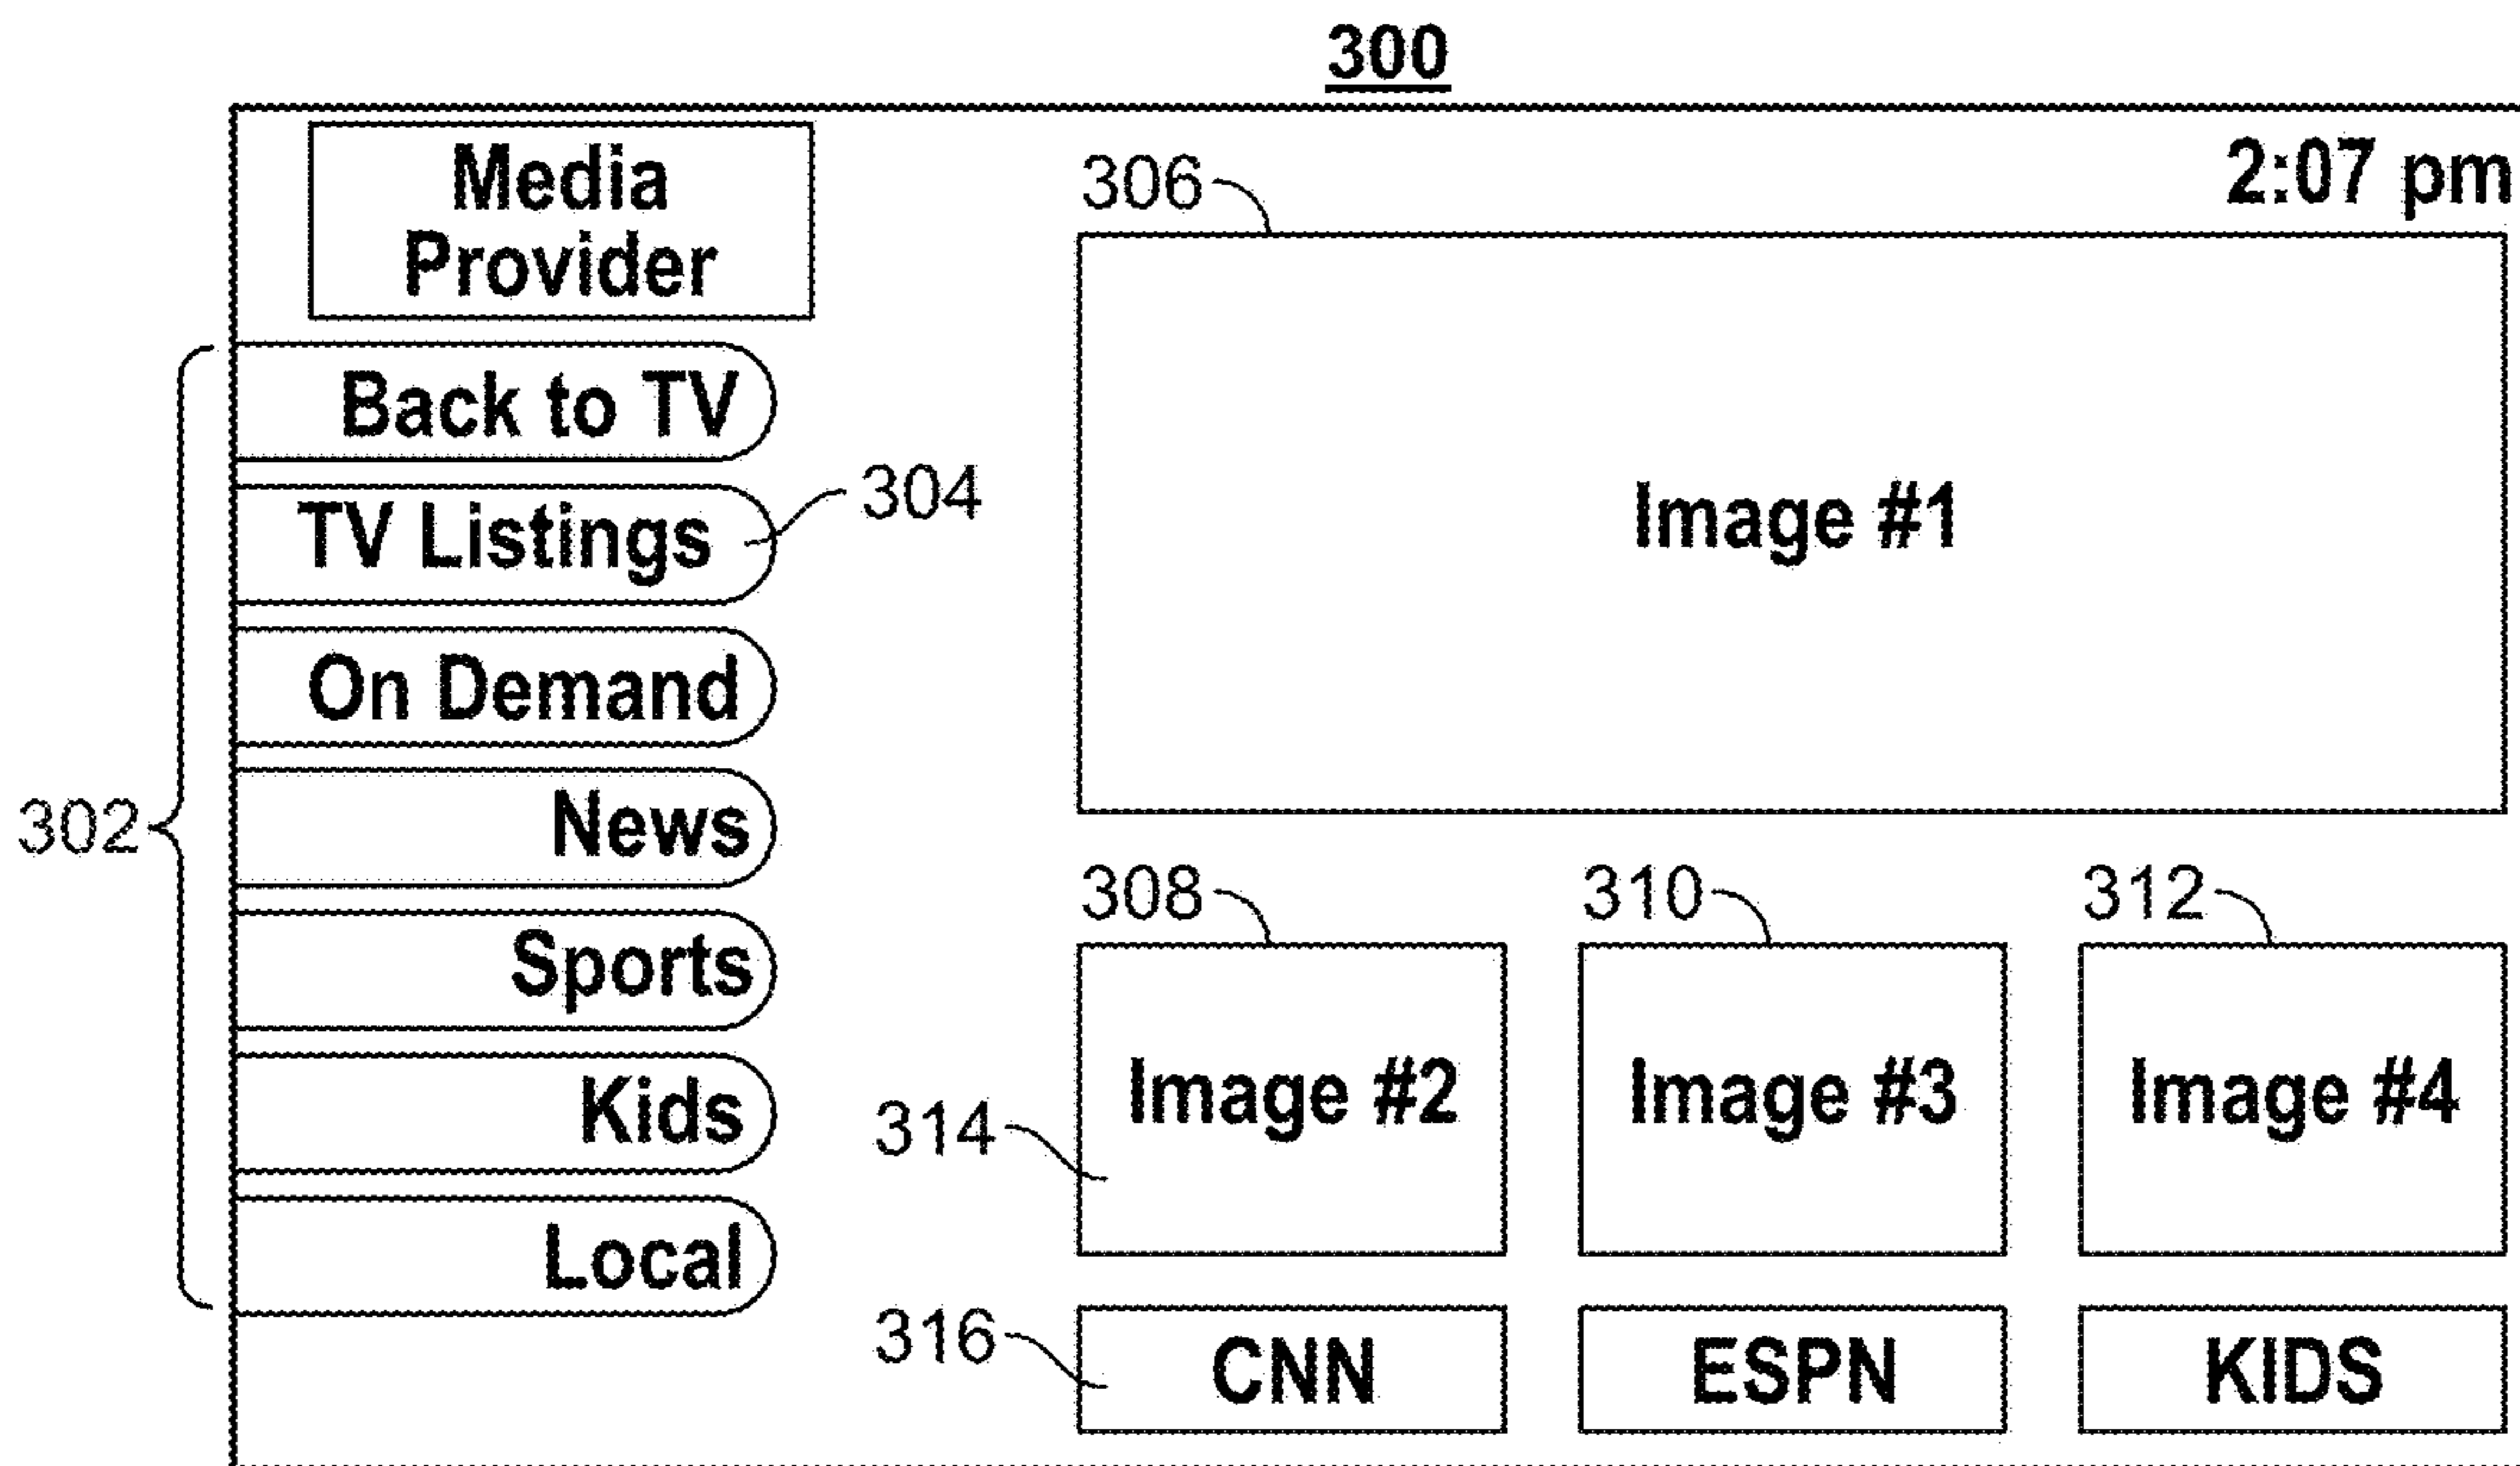 300
Media
Provider
2:07 pm
306
Back to TV
TV Listings
304
Image #1
On Demand
302
News
308
310
312
Sports
Image #2
Image #3
Image #4
Kids
314
Local
316
CNN
ESPN
KIDS